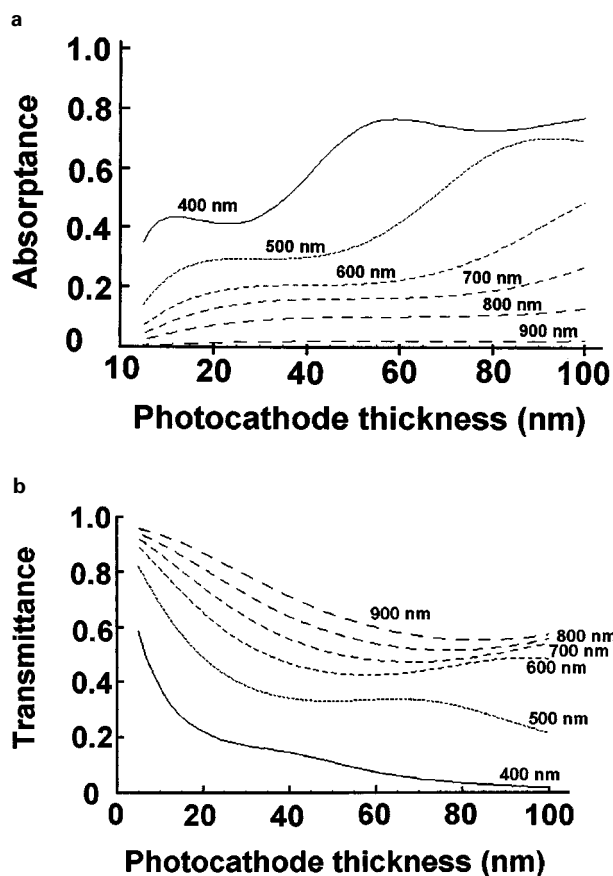 a
1.0
0.8
0.6
0.4
0.2
0
Absorptance
400 nm
500 nm
600 nm
700 nm
800 nm
900 nm
10 20 40 60 80 100
Photocathode thickness (nm)
b
1.0
0.8
0.6
0.4
0.2
0
Transmittance
900 nm
800 nm
700 nm
600 nm
500 nm
400 nm
0 20 40 60 80 100
Photocathode thickness (nm)